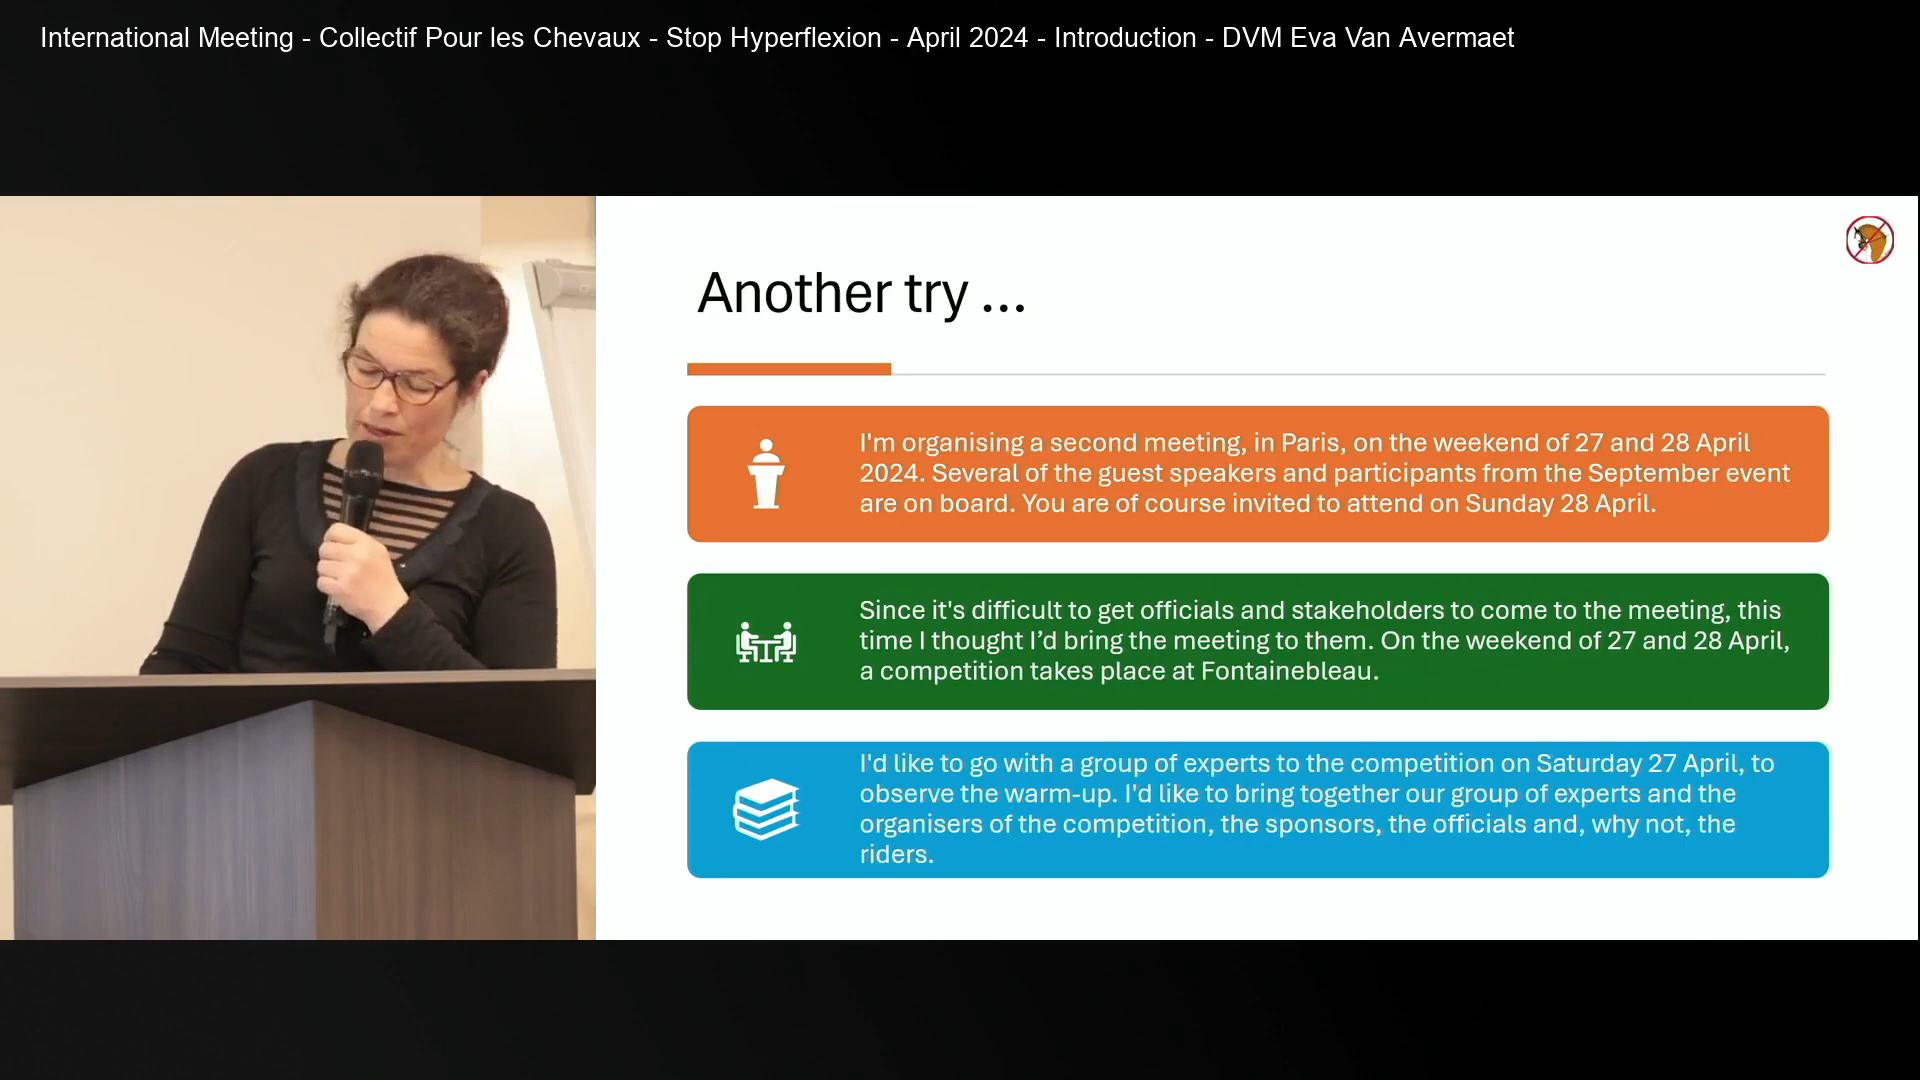 International Meeting - Collectif Pour les Chevaux - Stop Hyperflexion - April 2024 - Introduction - DVM Eva Van Avermaet
Another try ...
I'm organising a second meeting, in Paris, on the weekend of 27 and 28 April
2024. Several of the guest speakers and participants from the September event
are on board. You are of course invited to attend on Sunday 28 April.
Since it's difficult to get officials and stakeholders to come to the meeting, this
time I thought I’d bring the meeting to them. On the weekend of 27 and 28 April,
a competition takes place at Fontainebleau.
I'd like to go with a group of experts to the competition on Saturday 27 April, to
observe the warm-up. I'd like to bring together our group of experts and the
organisers of the competition, the sponsors, the officials and, why not, the
riders.